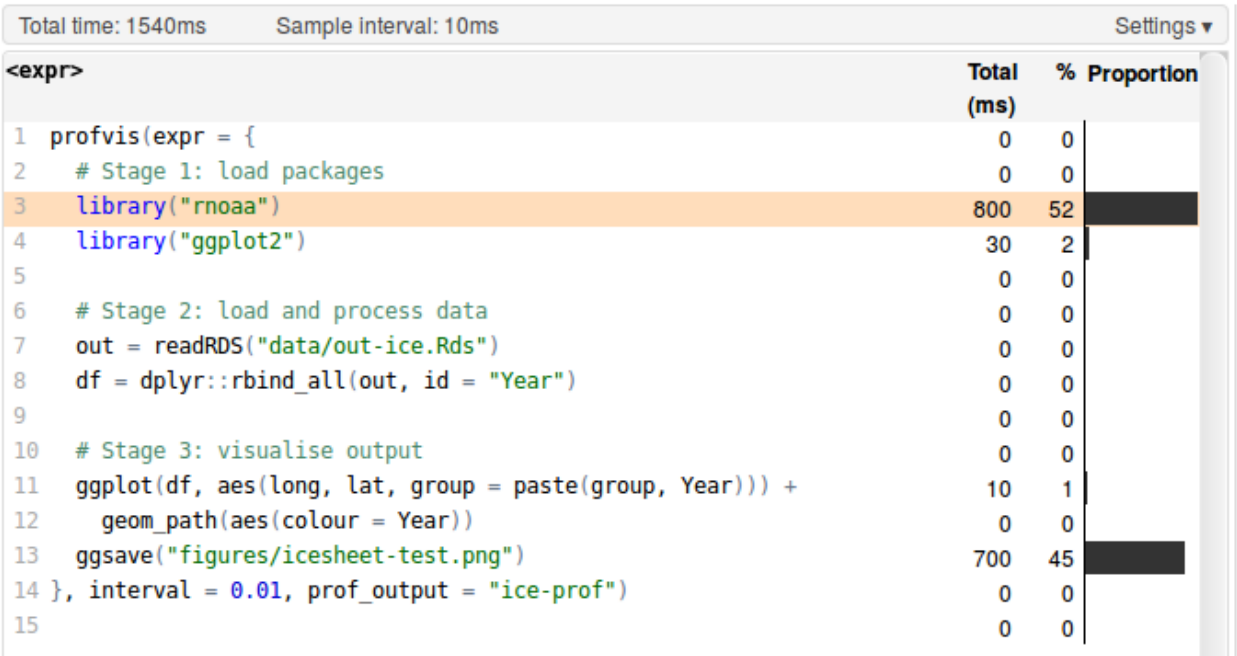 Total time: 1540ms Sample interval: 10ms Settings ▾
<expr> Total (ms) % Proportion
1 profvis(expr = { 0 0
2   # Stage 1: load packages 0 0
3   library("rnoaa") 800 52
4   library("ggplot2") 30 2
5 0 0
6   # Stage 2: load and process data 0 0
7   out = readRDS("data/out-ice.Rds") 0 0
8   df = dplyr::rbind_all(out, id = "Year") 0 0
9 0 0
10   # Stage 3: visualise output 0 0
11   ggplot(df, aes(long, lat, group = paste(group, Year))) + 10 1
12     geom_path(aes(colour = Year)) 0 0
13   ggsave("figures/icesheet-test.png") 700 45
14 }, interval = 0.01, prof_output = "ice-prof") 0 0
15 0 0